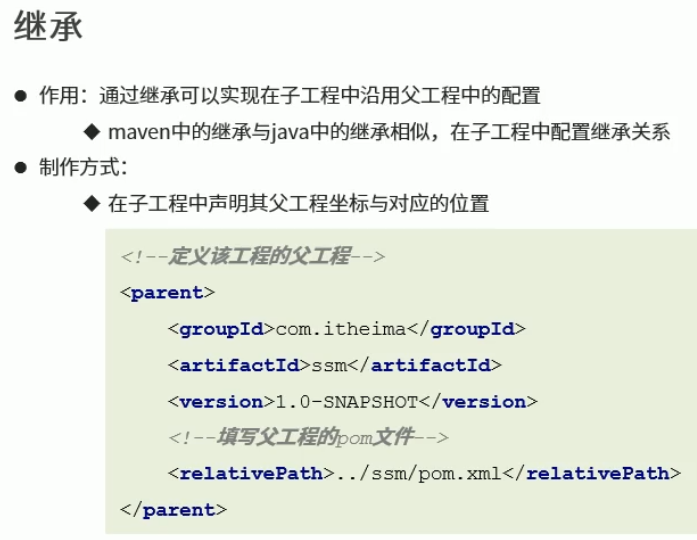 继承
● 作用：通过继承可以实现在子工程中沿用父工程中的配置
◆ maven中的继承与java中的继承相似，在子工程中配置继承关系
● 制作方式：
◆ 在子工程中声明其父工程坐标与对应的位置
<!--定义该工程的父工程-->
<parent>
<groupId>com.itheima</groupId>
<artifactId>ssm</artifactId>
<version>1.0-SNAPSHOT</version>
<!--填写父工程的pom文件-->
<relativePath>../ssm/pom.xml</relativePath>
</parent>